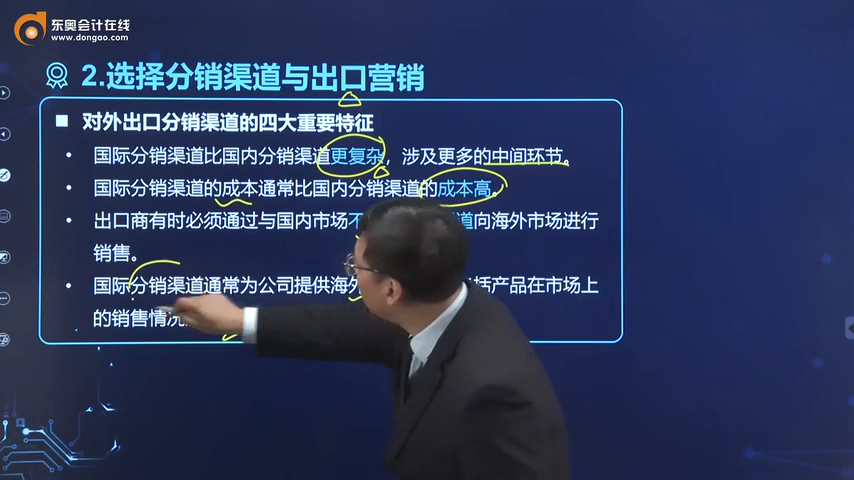 东奥会计在线
www.dongao.com
2.选择分销渠道与出口营销
对外出口分销渠道的四大重要特征
国际分销渠道比国内分销渠道更复杂，涉及更多的中间环节。
国际分销渠道的成本通常比国内分销渠道的成本高。
出口商有时必须通过与国内市场不 道向海外市场进行
销售。
国际分销渠道通常为公司提供海外 括产品在市场上
的销售情况